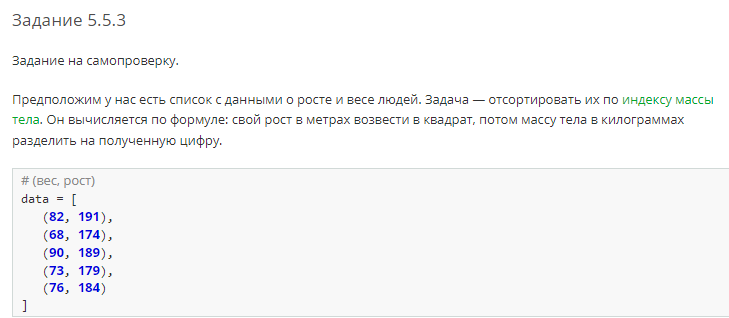 Задание 5.5.3
Задание на самопроверку.
Предположим у нас есть список с данными о росте и весе людей. Задача — отсортировать их по индексу массы
тела. Он вычисляется по формуле: свой рост в метрах возвести в квадрат, потом массу тела в килограммах
разделить на полученную цифру.
# (вес, рост)
data = [
(82, 191),
(68, 174),
(90, 189),
(73, 179),
(76, 184)
]